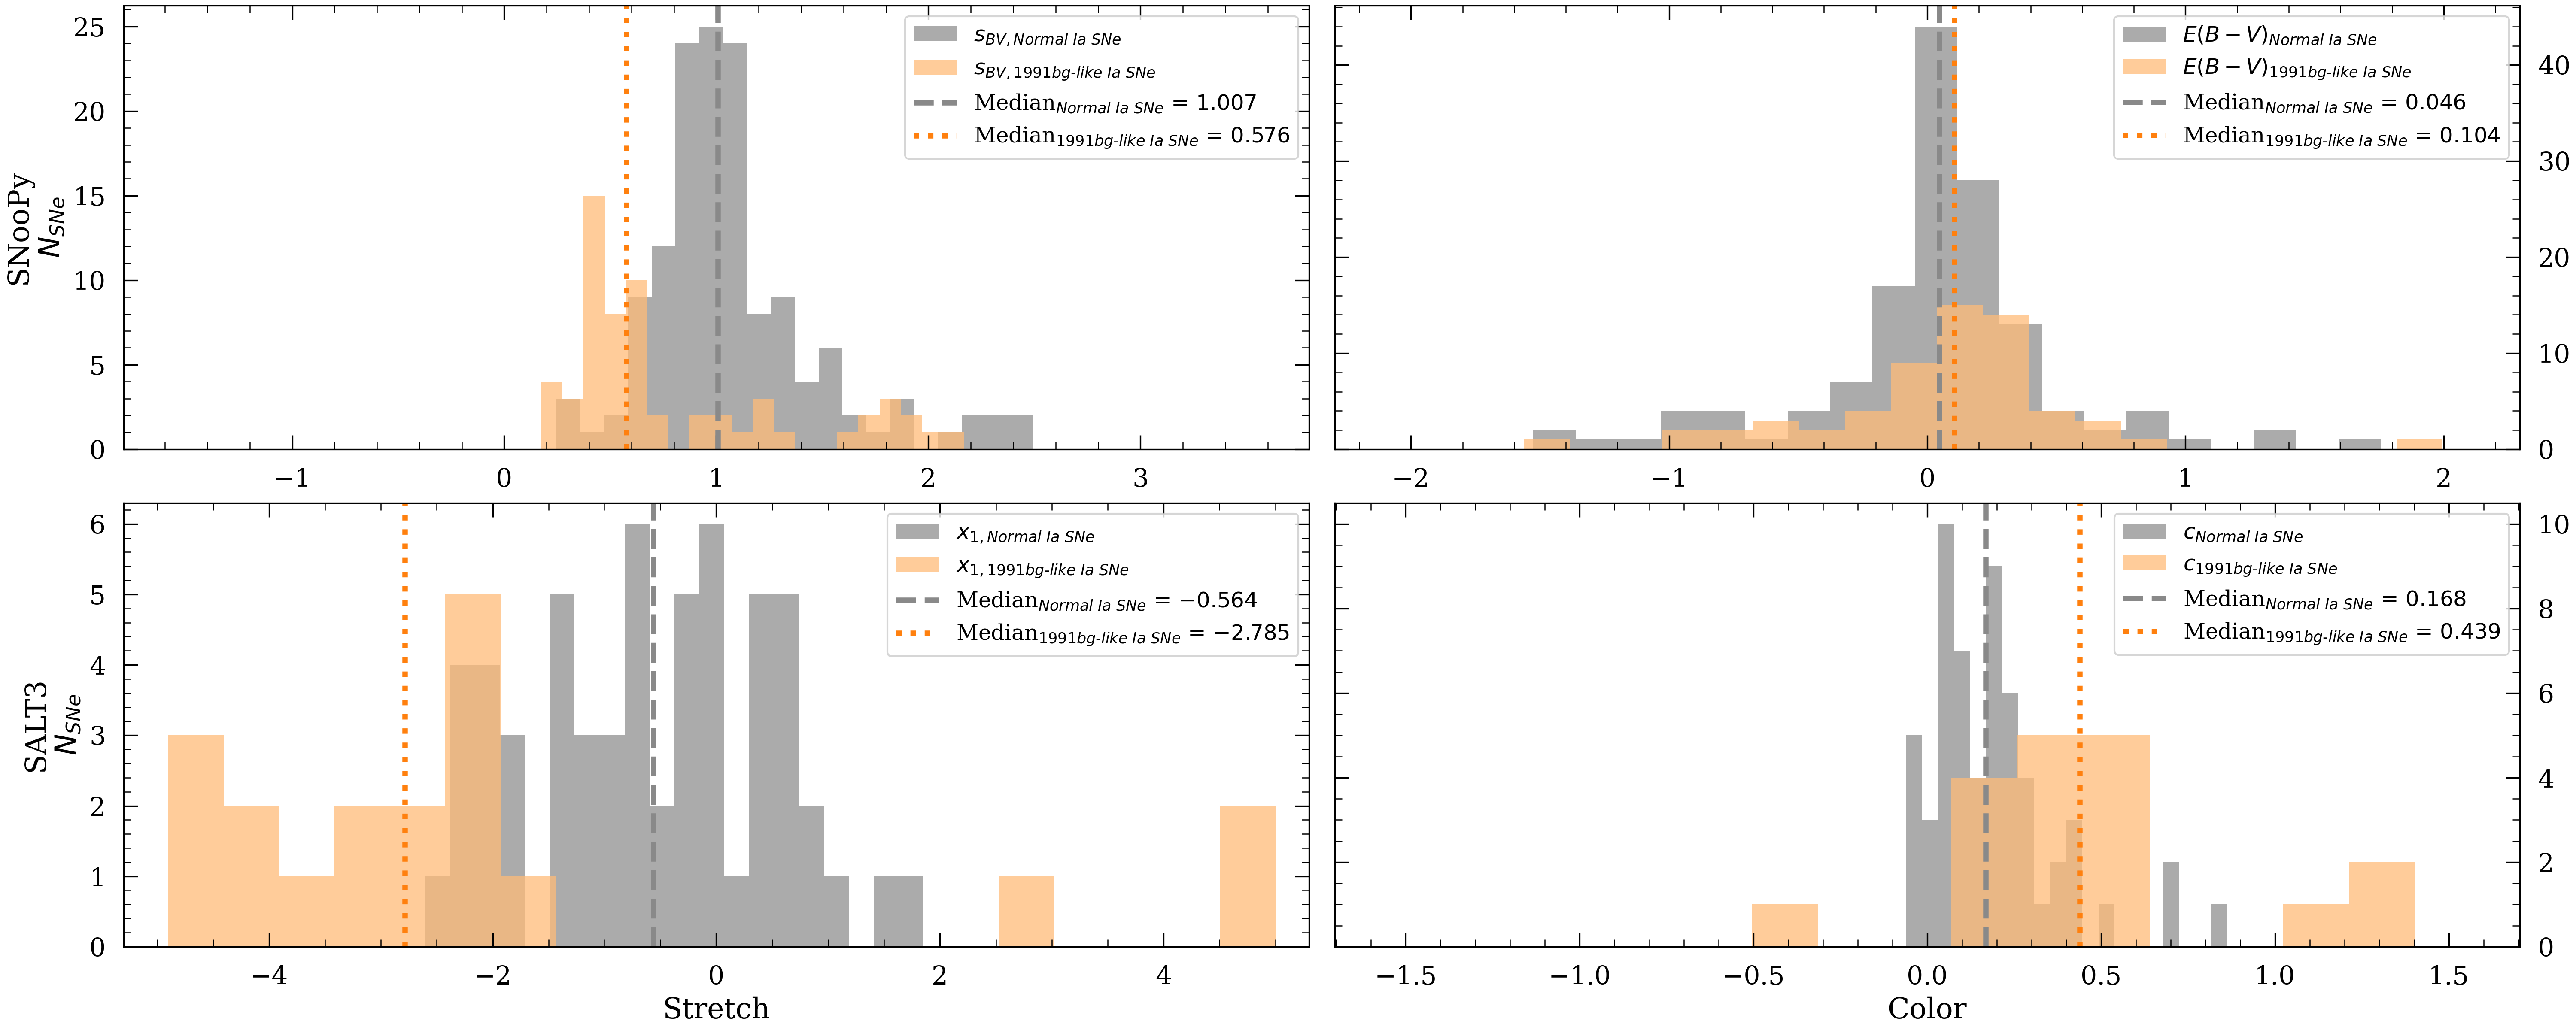 25
20
15
10
5
0
SNooPy
N_SNe
s_BV, Normal Ia SNe
s_BV, 1991bg-like Ia SNe
Median_Normal Ia SNe = 1.007
Median_1991bg-like Ia SNe = 0.576
−1 0 1 2 3
E(B − V)_Normal Ia SNe
E(B − V)_1991bg-like Ia SNe
Median_Normal Ia SNe = 0.046
Median_1991bg-like Ia SNe = 0.104
40
30
20
10
0
−2 −1 0 1 2
6
5
4
3
2
1
0
SALT3
N_SNe
x_1, Normal Ia SNe
x_1, 1991bg-like Ia SNe
Median_Normal Ia SNe = −0.564
Median_1991bg-like Ia SNe = −2.785
−4 −2 0 2 4
Stretch
c_Normal Ia SNe
c_1991bg-like Ia SNe
Median_Normal Ia SNe = 0.168
Median_1991bg-like Ia SNe = 0.439
10
8
6
4
2
0
−1.5 −1.0 −0.5 0.0 0.5 1.0 1.5
Color